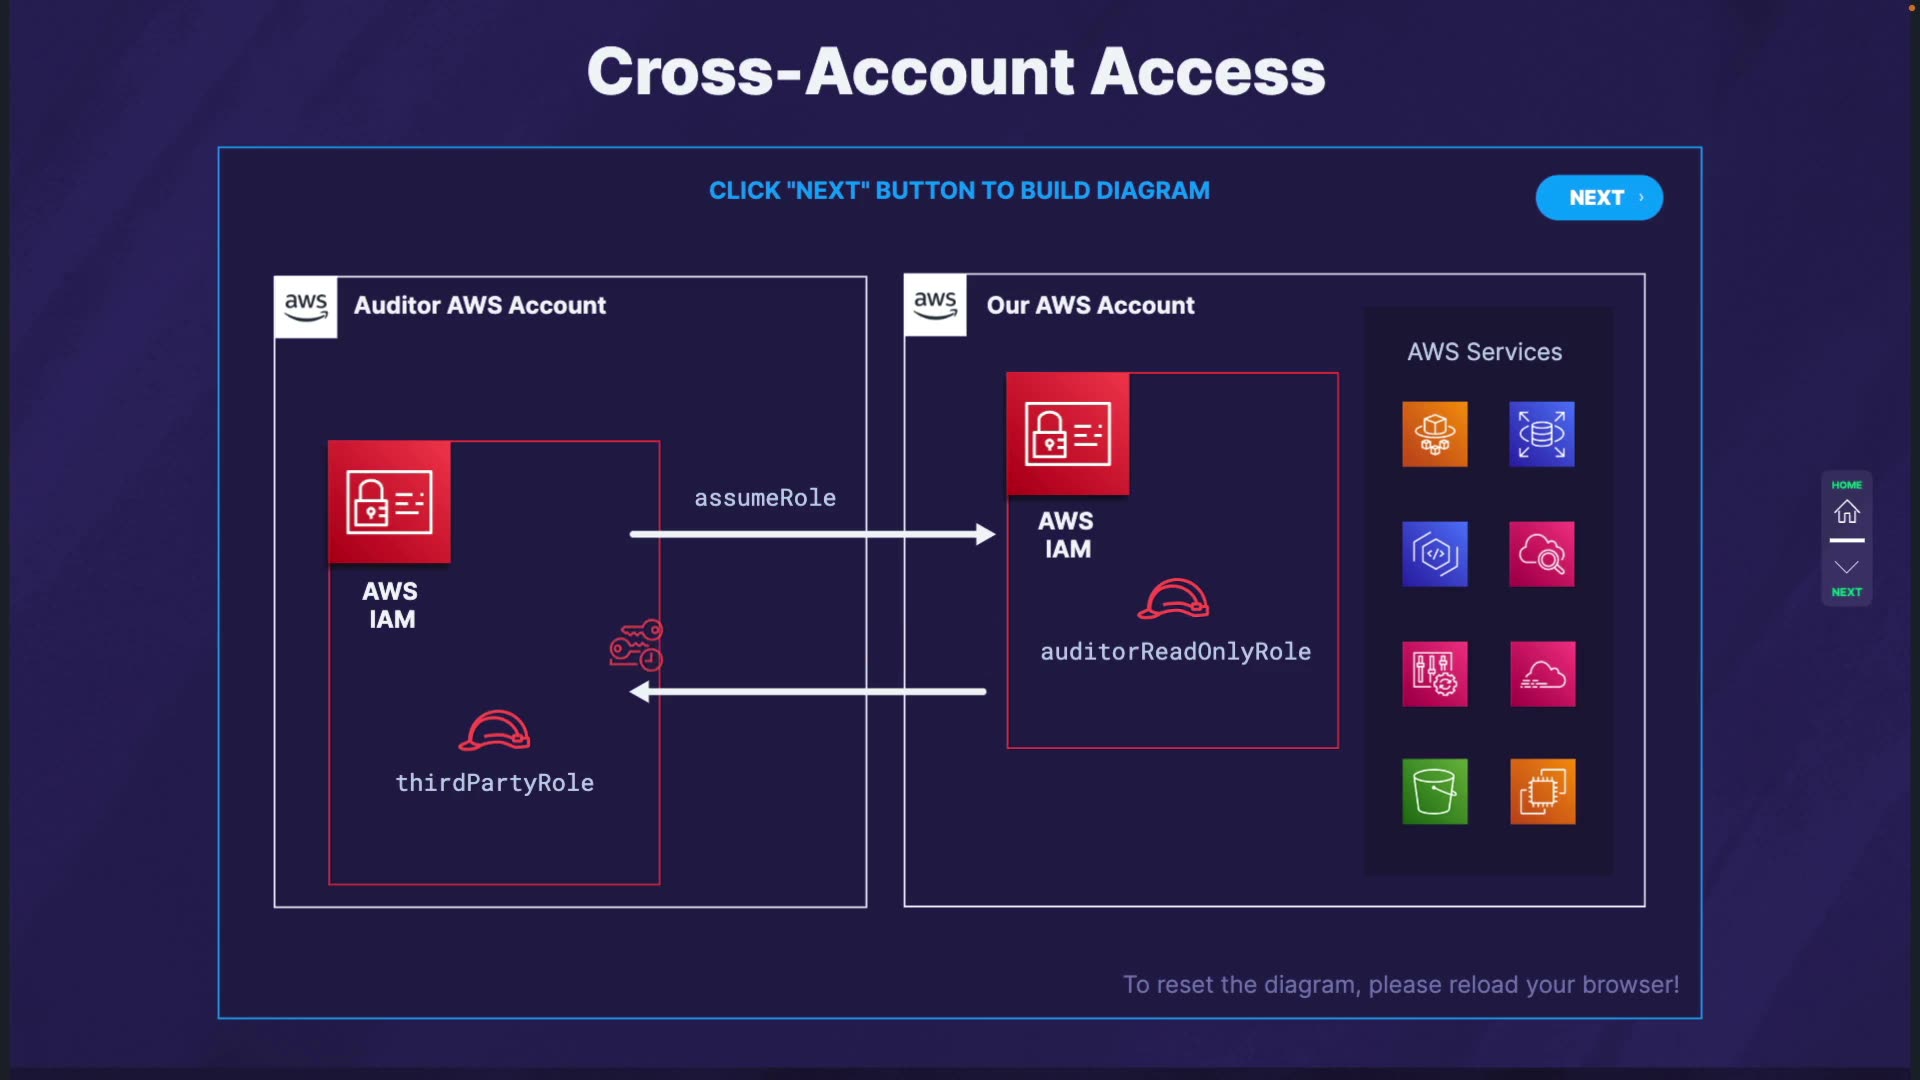 Cross-Account Access
CLICK "NEXT" BUTTON TO BUILD DIAGRAM
NEXT ›
aws
Auditor AWS Account
aws
Our AWS Account
AWS Services
assumeRole
AWS
IAM
AWS
IAM
auditorReadOnlyRole
thirdPartyRole
HOME
NEXT
To reset the diagram, please reload your browser!